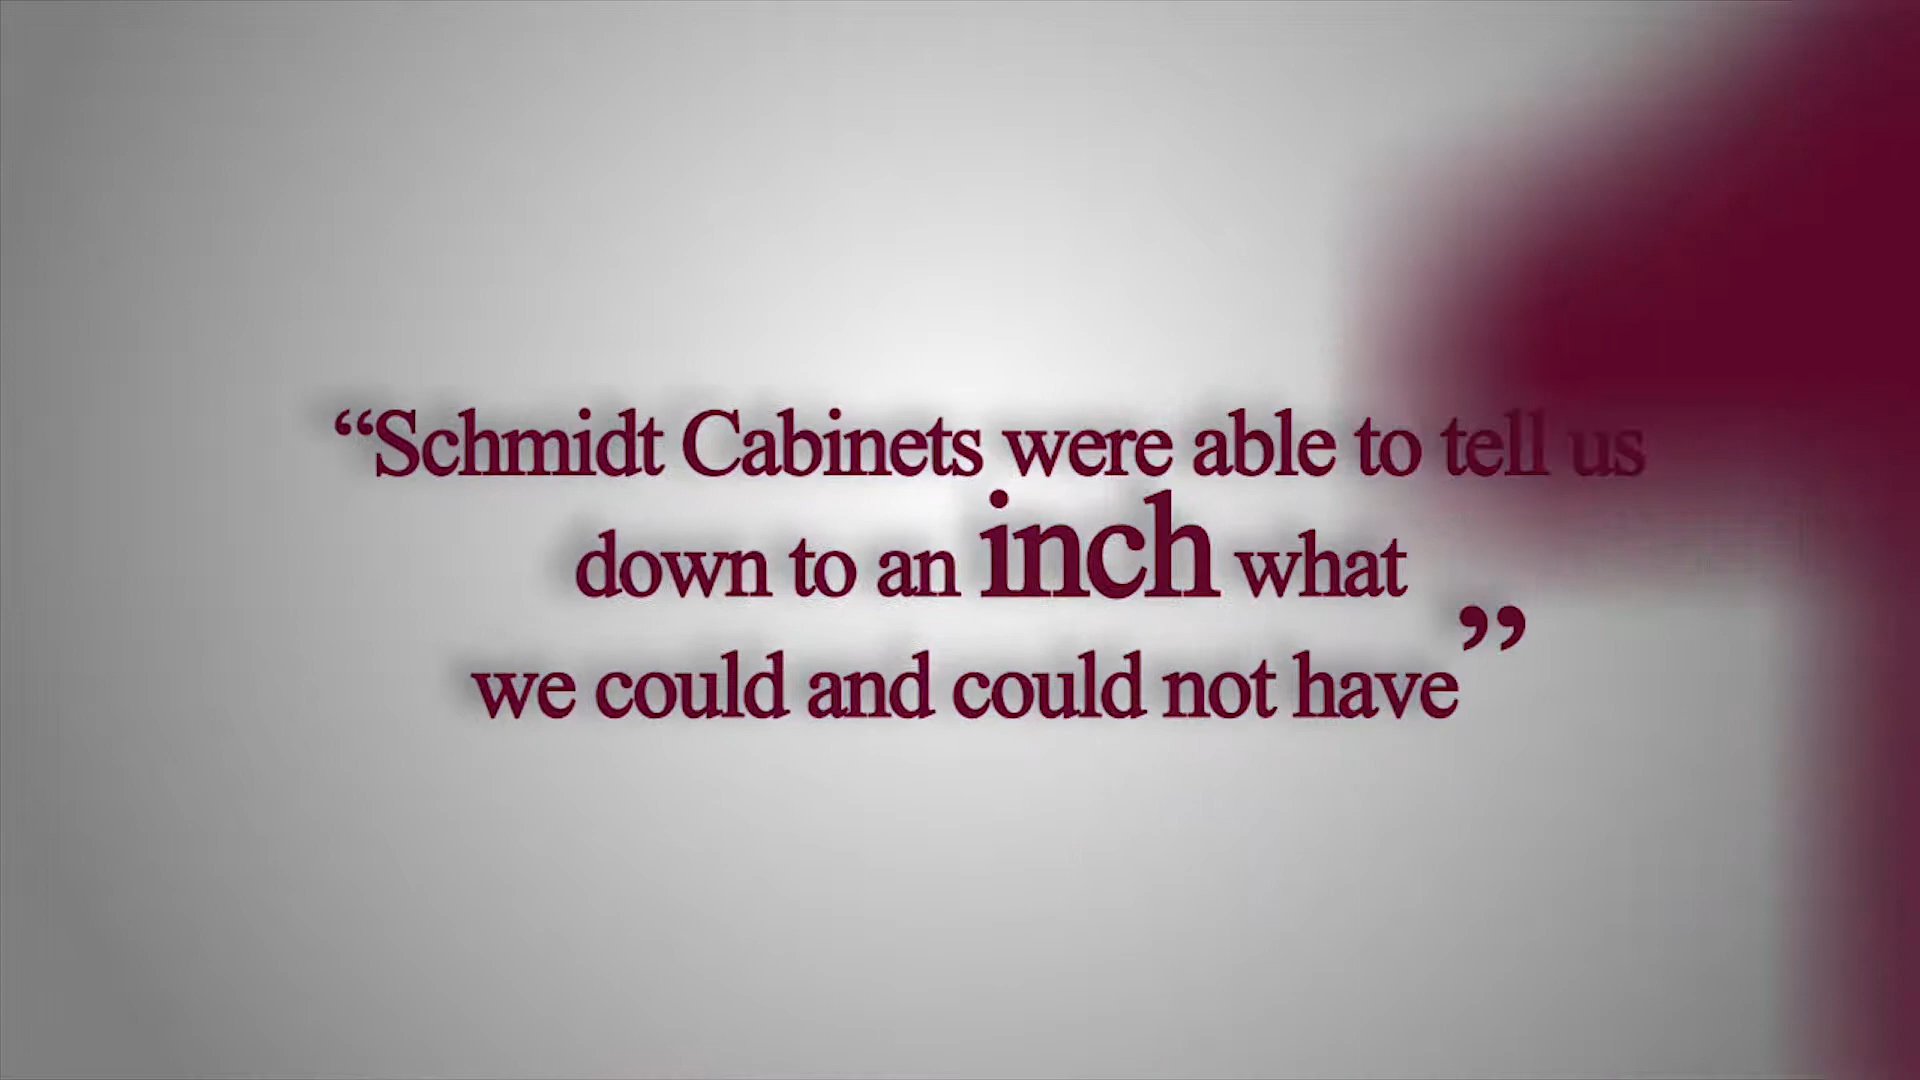 “Schmidt Cabinets were able to tell us
down to an inch what
we could and could not have”